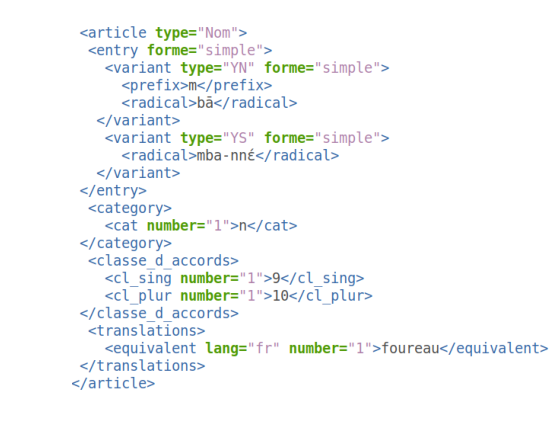 <article type="Nom">
<entry forme="simple">
<variant type="YN" forme="simple">
<prefix>m</prefix>
<radical>bā</radical>
</variant>
<variant type="YS" forme="simple">
<radical>mba-nné</radical>
</variant>
</entry>
<category>
<cat number="1">n</cat>
</category>
<classe_d_accords>
<cl_sing number="1">9</cl_sing>
<cl_plur number="1">10</cl_plur>
</classe_d_accords>
<translations>
<equivalent lang="fr" number="1">foureau</equivalent>
</translations>
</article>